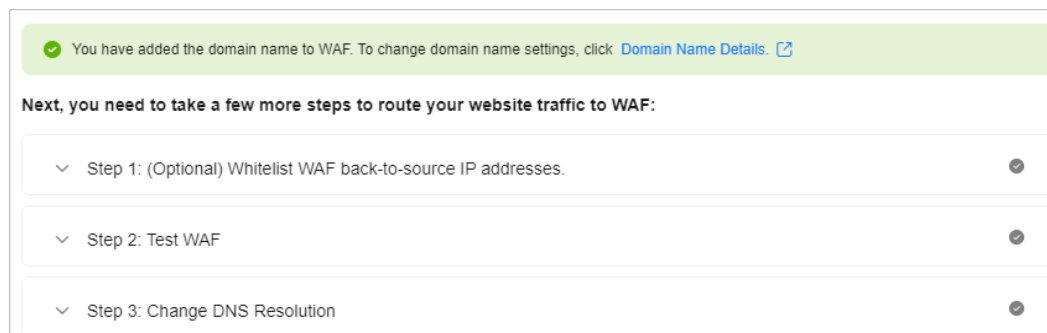 You have added the domain name to WAF. To change domain name settings, click Domain Name Details.
Next, you need to take a few more steps to route your website traffic to WAF:
Step 1: (Optional) Whitelist WAF back-to-source IP addresses.
Step 2: Test WAF
Step 3: Change DNS Resolution